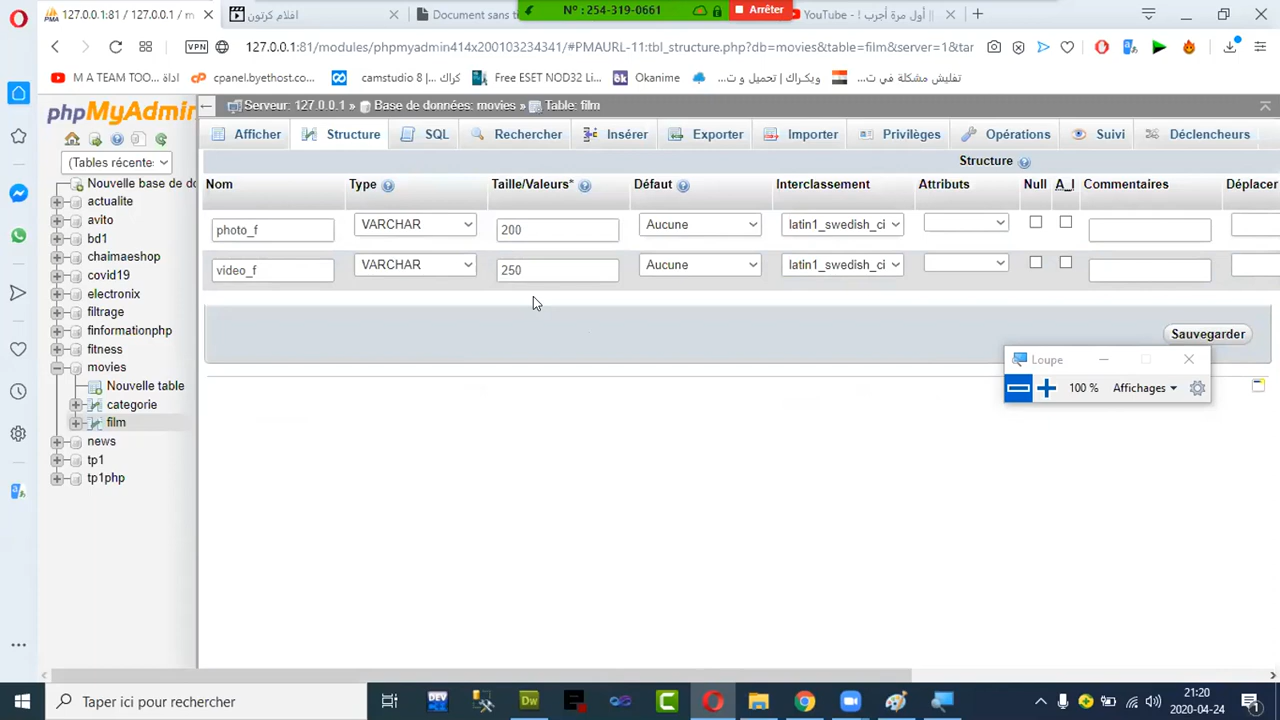 127.0.0.1:81 / 127.0.0.1 / m
افلام كرتون
Document sans ti
Nº : 254-319-0661
Arrêter
YouTube - ! أول مرة أجرب ||
VPN
127.0.0.1:81/modules/phpmyadmin414x200103234341/#PMAURL-11:tbl_structure.php?db=movies&table=film&server=1&tar
M A TEAM TOO... اداة
cpanel.byethost.co...
camstudio 8 |كراك
Free ESET NOD32 L...
Okanime
ويكيراك | تحميل و ت...
تفليش مشكلة في ت...
phpMyAdmin
Serveur: 127.0.0.1 » Base de données: movies » Table: film
Afficher
Structure
SQL
Rechercher
Insérer
Exporter
Importer
Privilèges
Opérations
Suivi
Déclencheurs
(Tables récente:
Structure
Nom
Type
Taille/Valeurs*
Défaut
Interclassement
Attributs
Null
A_I
Commentaires
Déplacer
photo_f
VARCHAR
200
Aucune
latin1_swedish_ci
video_f
VARCHAR
250
Aucune
latin1_swedish_ci
Sauvegarder
Nouvelle base de do
actualite
avito
bd1
chaimaeshop
covid19
electronix
filtrage
finformationphp
fitness
movies
Nouvelle table
categorie
film
news
tp1
tp1php
Loupe
100 %
Affichages
Taper ici pour rechercher
DEV
Dw
21:20
2020-04-24